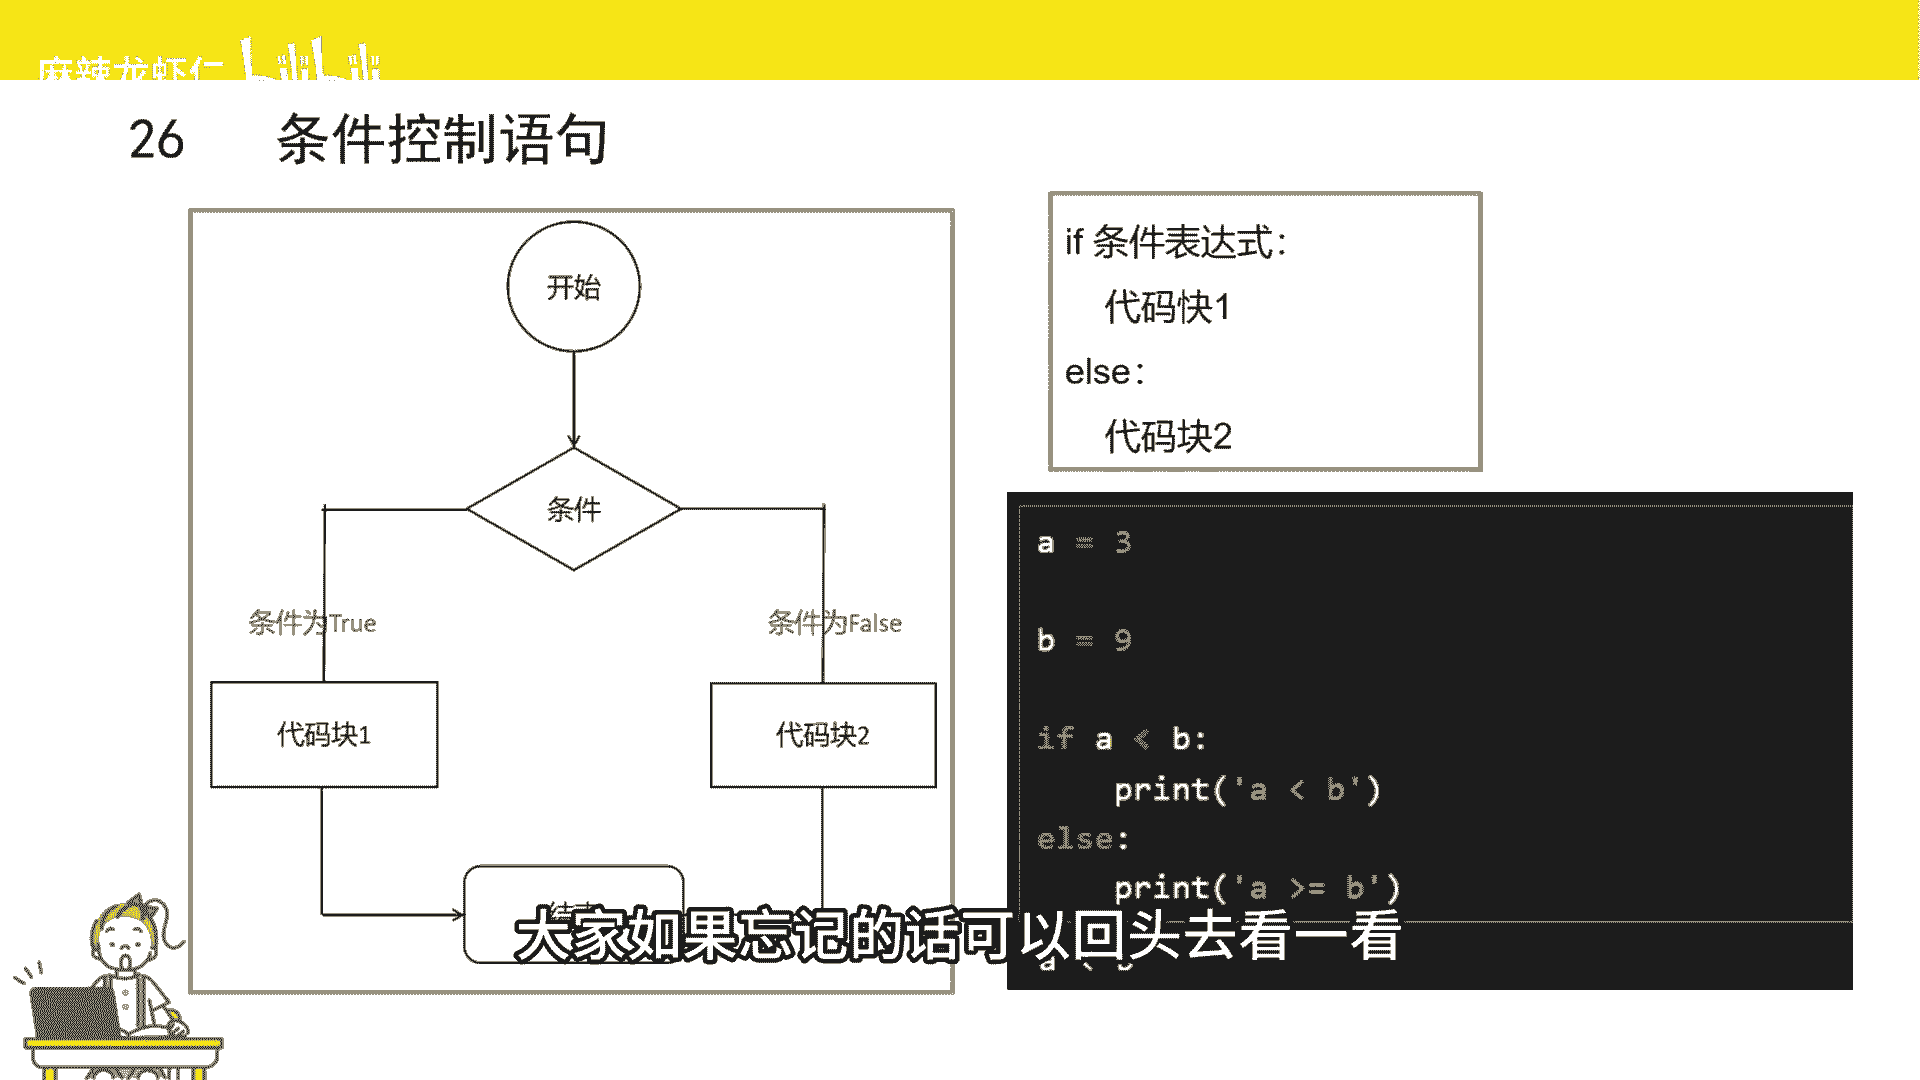 麻辣龙虾仁 bilibili
26 条件控制语句
开始
条件
条件为True
条件为False
代码块1
代码块2
if 条件表达式：
代码快1
else：
代码块2
a = 3
b = 9
if a < b:
print('a < b')
else:
print('a >= b')
大家如果忘记的话可以回头去看一看